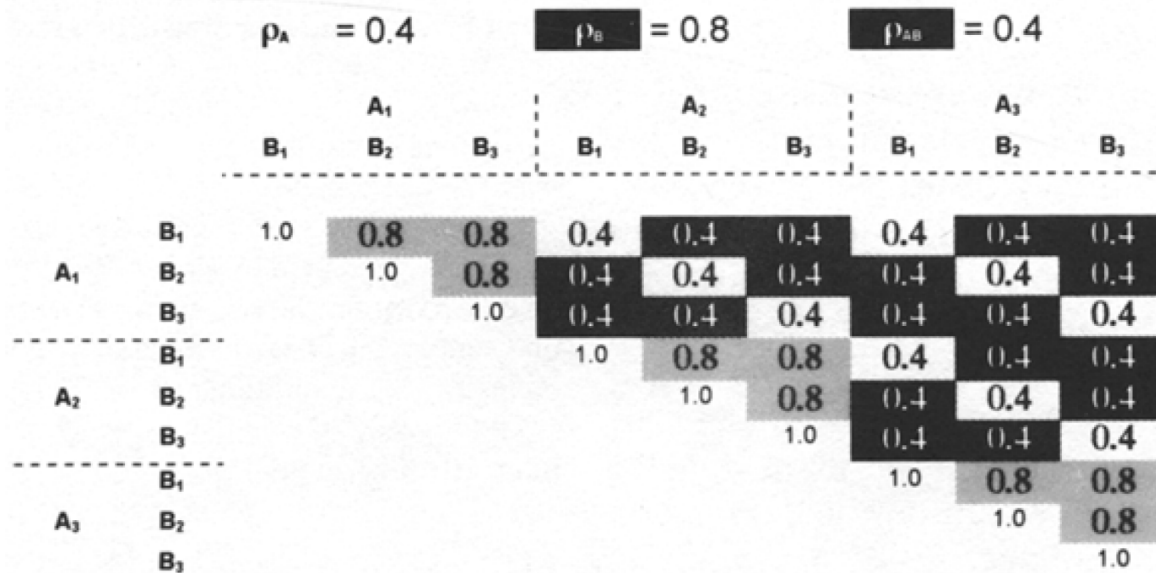 ρA = 0.4 ρB = 0.8 ρAB = 0.4
A₁ A₂ A₃
B₁ B₂ B₃ B₁ B₂ B₃ B₁ B₂ B₃
B₁ 1.0 0.8 0.8 0.4 0.4 0.4 0.4 0.4 0.4
A₁ B₂ 1.0 0.8 0.4 0.4 0.4 0.4 0.4 0.4
B₃ 1.0 0.4 0.4 0.4 0.4 0.4 0.4
B₁ 1.0 0.8 0.8 0.4 0.4 0.4
A₂ B₂ 1.0 0.8 0.4 0.4 0.4
B₃ 1.0 0.4 0.4 0.4
B₁ 1.0 0.8 0.8
A₃ B₂ 1.0 0.8
B₃ 1.0